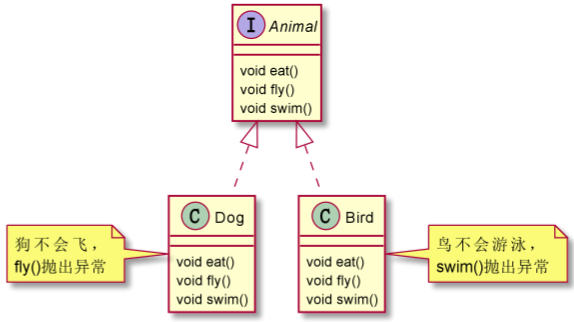 I Animal
void eat()
void fly()
void swim()
C Dog
void eat()
void fly()
void swim()
C Bird
void eat()
void fly()
void swim()
狗不会飞，
fly()抛出异常
鸟不会游泳，
swim()抛出异常